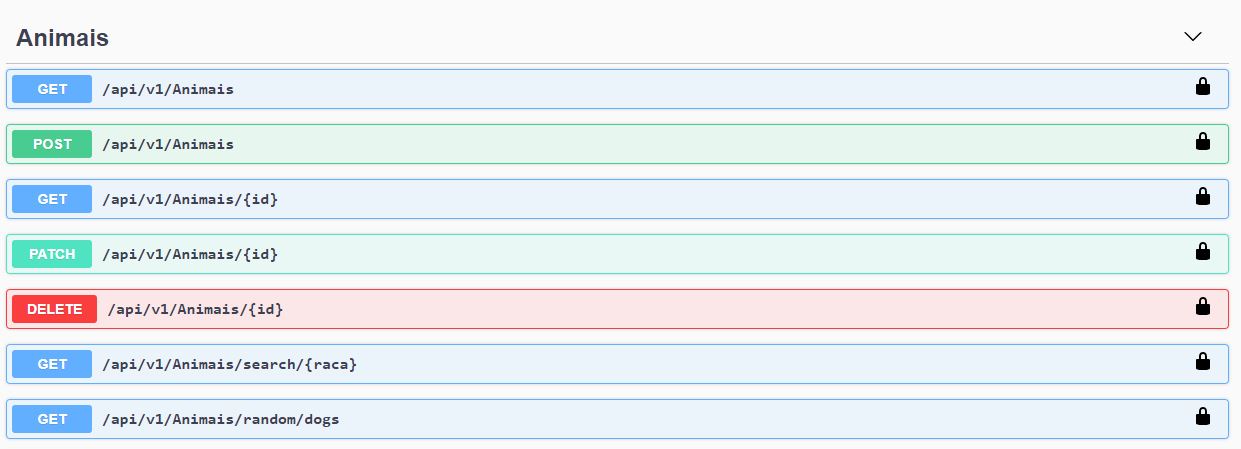 Animais
GET /api/v1/Animais
POST /api/v1/Animais
GET /api/v1/Animais/{id}
PATCH /api/v1/Animais/{id}
DELETE /api/v1/Animais/{id}
GET /api/v1/Animais/search/{raca}
GET /api/v1/Animais/random/dogs